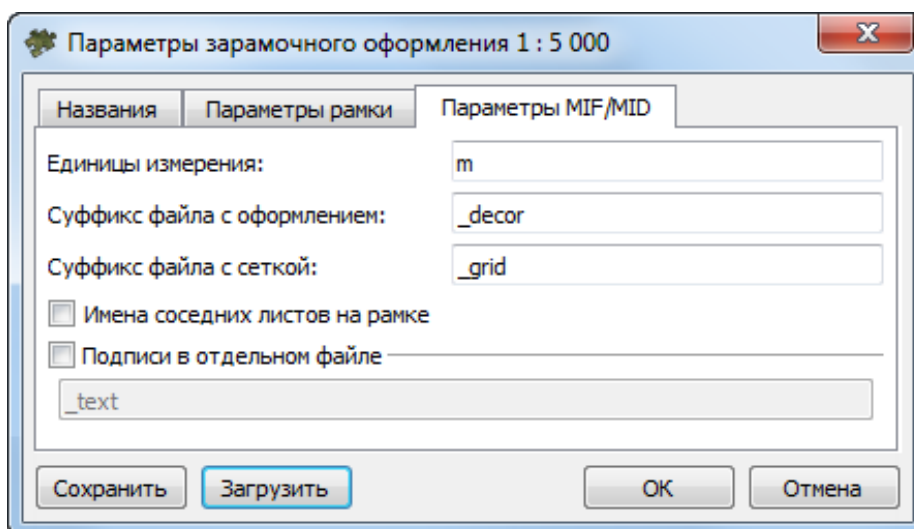 Параметры зарамочного оформления 1 : 5 000
Названия Параметры рамки Параметры MIF/MID
Единицы измерения: m
Суффикс файла с оформлением: _decor
Суффикс файла с сеткой: _grid
Имена соседних листов на рамке
Подписи в отдельном файле
_text
Сохранить Загрузить OK Отмена